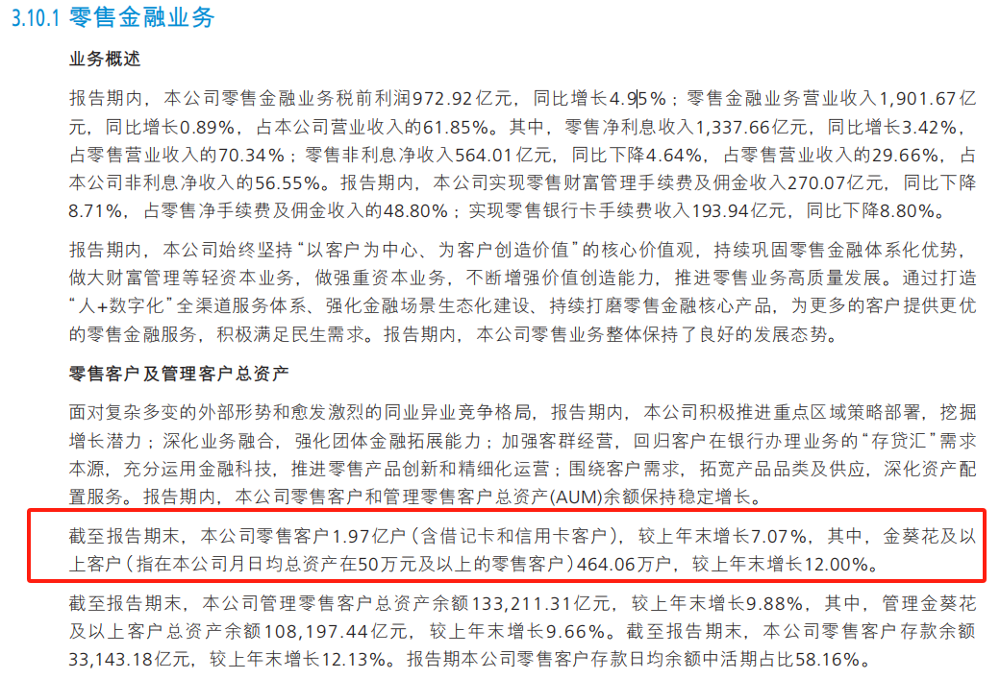 3.10.1 零售金融业务
业务概述
报告期内，本公司零售金融业务税前利润972.92亿元，同比增长4.95%；零售金融业务营业收入1,901.67亿
元，同比增长0.89%，占本公司营业收入的61.85%。其中，零售净利息收入1,337.66亿元，同比增长3.42%，
占零售营业收入的70.34%；零售非利息净收入564.01亿元，同比下降4.64%，占零售营业收入的29.66%，占
本公司非利息净收入的56.55%。报告期内，本公司实现零售财富管理手续费及佣金收入270.07亿元，同比下降
8.71%，占零售净手续费及佣金收入的48.80%；实现零售银行卡手续费收入193.94亿元，同比下降8.80%。
报告期内，本公司始终坚持“以客户为中心、为客户创造价值”的核心价值观，持续巩固零售金融体系化优势，
做大财富管理等轻资本业务，做强重资本业务，不断增强价值创造能力，推进零售业务高质量发展。通过打造
“人+数字化”全渠道服务体系、强化金融场景生态化建设、持续打磨零售金融核心产品，为更多的客户提供更优
的零售金融服务，积极满足民生需求。报告期内，本公司零售业务整体保持了良好的发展态势。
零售客户及管理客户总资产
面对复杂多变的外部形势和愈发激烈的同业异业竞争格局，报告期内，本公司积极推进重点区域策略部署，挖掘
增长潜力；深化业务融合，强化团体金融拓展能力；加强客群经营，回归客户在银行办理业务的“存贷汇”需求
本源，充分运用金融科技，推进零售产品创新和精细化运营；围绕客户需求，拓宽产品品类及供应，深化资产配
置服务。报告期内，本公司零售客户和管理零售客户总资产(AUM)余额保持稳定增长。
截至报告期末，本公司零售客户1.97亿户（含借记卡和信用卡客户），较上年末增长7.07%，其中，金葵花及以
上客户（指在本公司月日均总资产在50万元及以上的零售客户）464.06万户，较上年末增长12.00%。
截至报告期末，本公司管理零售客户总资产余额133,211.31亿元，较上年末增长9.88%，其中，管理金葵花
及以上客户总资产余额108,197.44亿元，较上年末增长9.66%。截至报告期末，本公司零售客户存款余额
33,143.18亿元，较上年末增长12.13%。报告期本公司零售客户存款日均余额中活期占比58.16%。